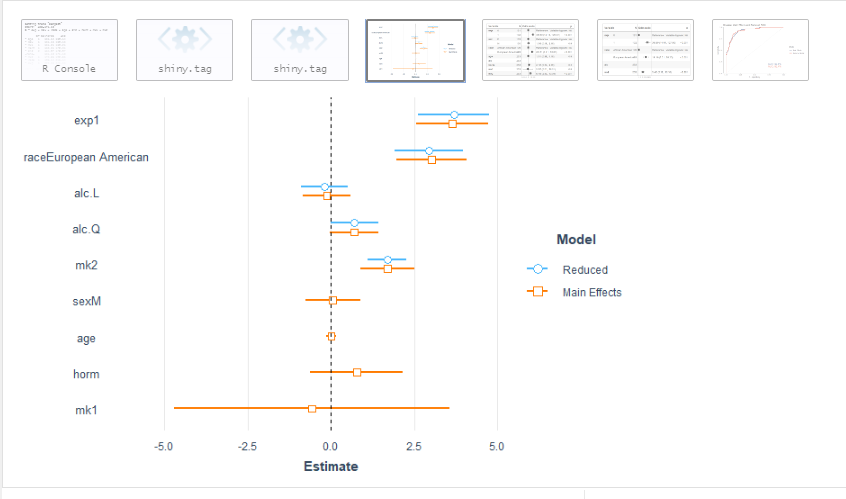 R Console
shiny.tag
shiny.tag
exp1
raceEuropean American
alc.L
alc.Q
mk2
sexM
age
horm
mk1
-5.0
-2.5
0.0
2.5
5.0
Estimate
Model
Reduced
Main Effects